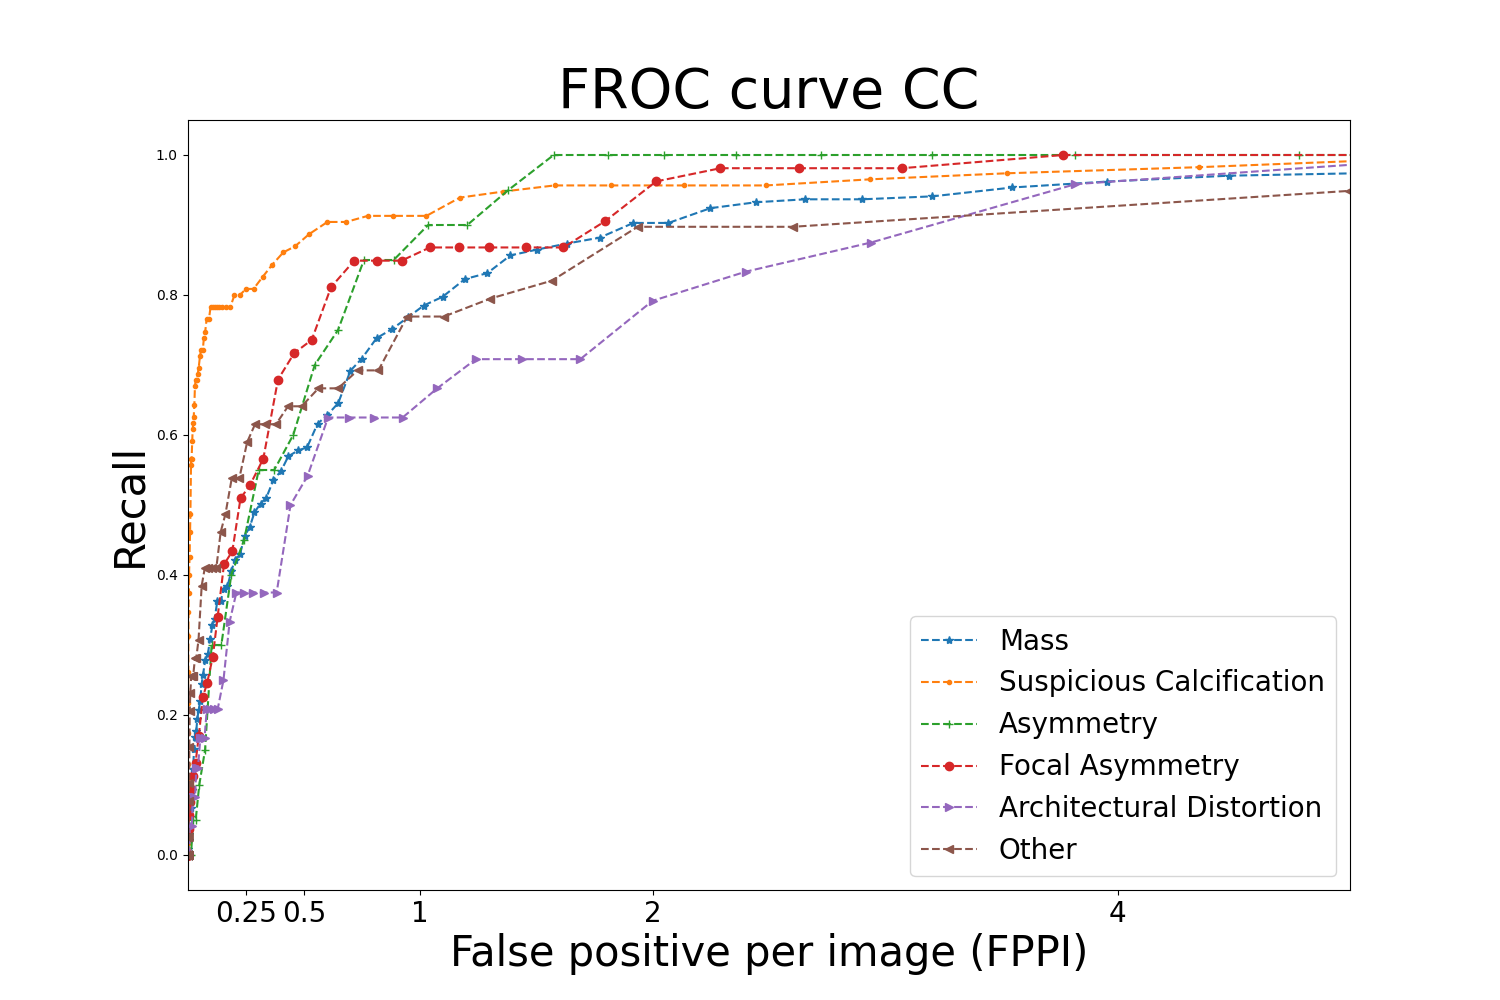 FROC curve CC
1.0
0.8
0.6
0.4
0.2
0.0
Recall
Mass
Suspicious Calcification
Asymmetry
Focal Asymmetry
Architectural Distortion
Other
0.25 0.5 1 2 4
False positive per image (FPPI)